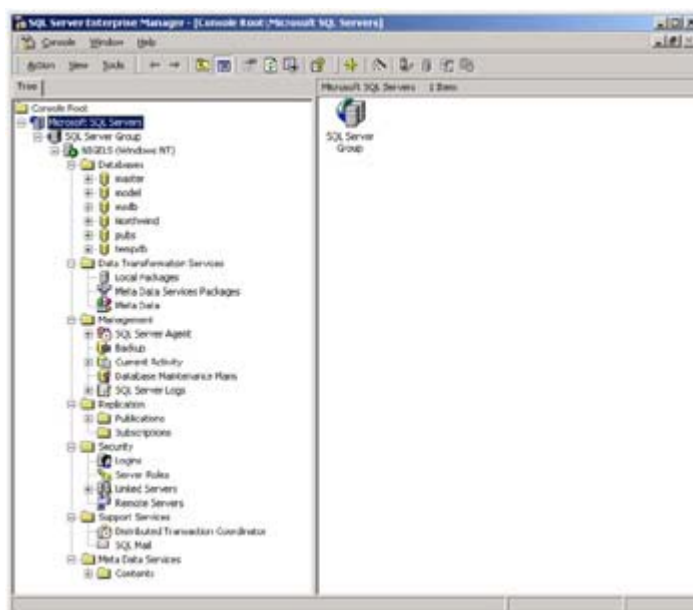 SQL Server Enterprise Manager - [Console Root\Microsoft SQL Servers]
Console Window Help
Action View Tools
Tree
Microsoft SQL Servers 1 Item
Console Root
Microsoft SQL Servers
SQL Server Group
(Windows NT)
Databases
master
model
msdb
Northwind
pubs
tempdb
Data Transformation Services
Local Packages
Meta Data Services Packages
Meta Data
Management
SQL Server Agent
Backup
Current Activity
Database Maintenance Plans
SQL Server Logs
Replication
Publications
Subscriptions
Security
Logins
Server Roles
Linked Servers
Remote Servers
Support Services
Distributed Transaction Coordinator
SQL Mail
Meta Data Services
Contents
SQL Server
Group